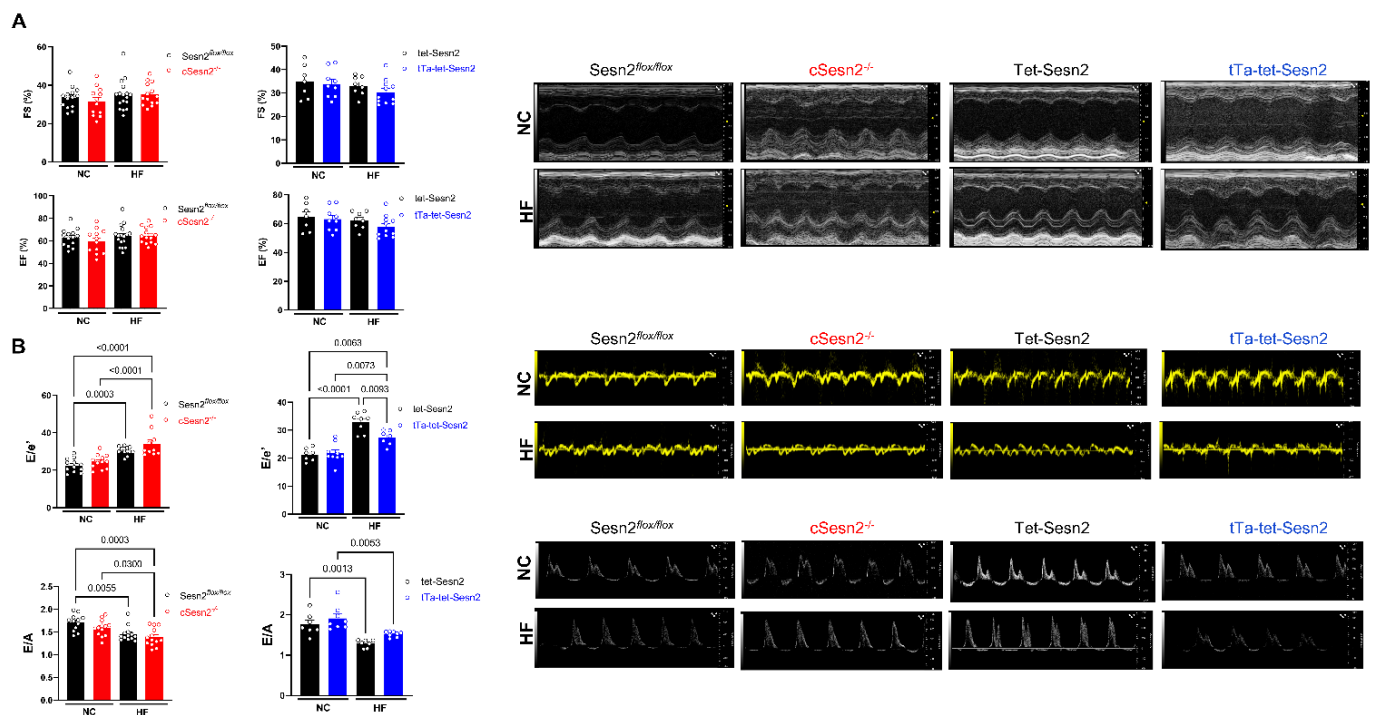 A
FS (%)
60
40
20
0
NC
HF
Sesn2flox/flox
cSesn2-/-
FS (%)
50
40
30
20
10
0
NC
HF
tet-Sesn2
tTa-tet-Sesn2
Sesn2flox/flox
cSesn2-/-
Tet-Sesn2
tTa-tet-Sesn2
NC
HF
EF (%)
100
80
60
40
20
0
NC
HF
Sesn2flox/flox
cSesn2-/-
EF (%)
100
80
60
40
20
0
NC
HF
tet-Sesn2
tTa-tet-Sesn2
B
<0.0001
<0.0001
0.0003
E/e'
60
40
20
0
NC
HF
Sesn2flox/flox
cSesn2-/-
0.0063
0.0073
<0.0001
0.0093
E/e'
40
30
20
10
0
NC
HF
tet-Sesn2
tTa-tet-Sesn2
Sesn2flox/flox
cSesn2-/-
Tet-Sesn2
tTa-tet-Sesn2
NC
HF
0.0003
0.0300
0.0055
E/A
2.5
2.0
1.5
1.0
0.5
0.0
NC
HF
Sesn2flox/flox
cSesn2-/-
0.0053
0.0013
E/A
3
2
1
0
NC
HF
tet-Sesn2
tTa-tet-Sesn2
Sesn2flox/flox
cSesn2-/-
Tet-Sesn2
tTa-tet-Sesn2
NC
HF